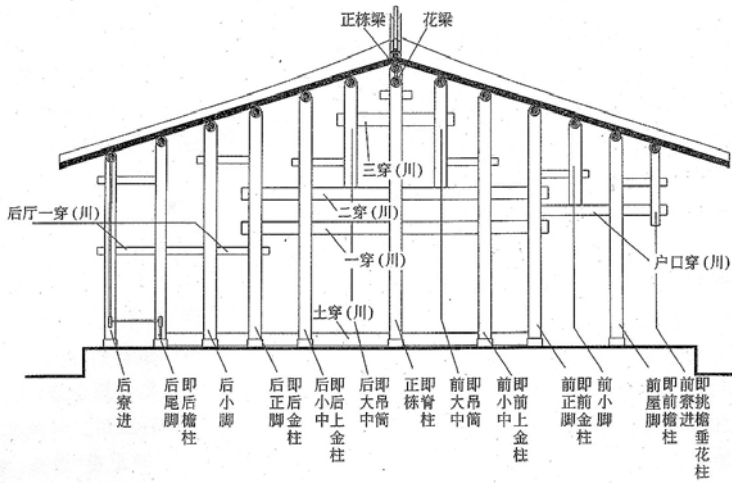 正栋梁
花梁
三穿(川)
二穿(川)
后厅一穿(川)
一穿(川)
户口穿(川)
土穿(川)
后寮进
后尾脚
即后檐柱
后小脚
后正脚
即后金柱
后小中
即后上金柱
后大中
即吊筒
正栋
即脊柱
前大中
即吊筒
前小中
即前上金柱
前正脚
即前金柱
前小脚
前屋脚
即前檐柱
前寮进
即挑檐垂花柱